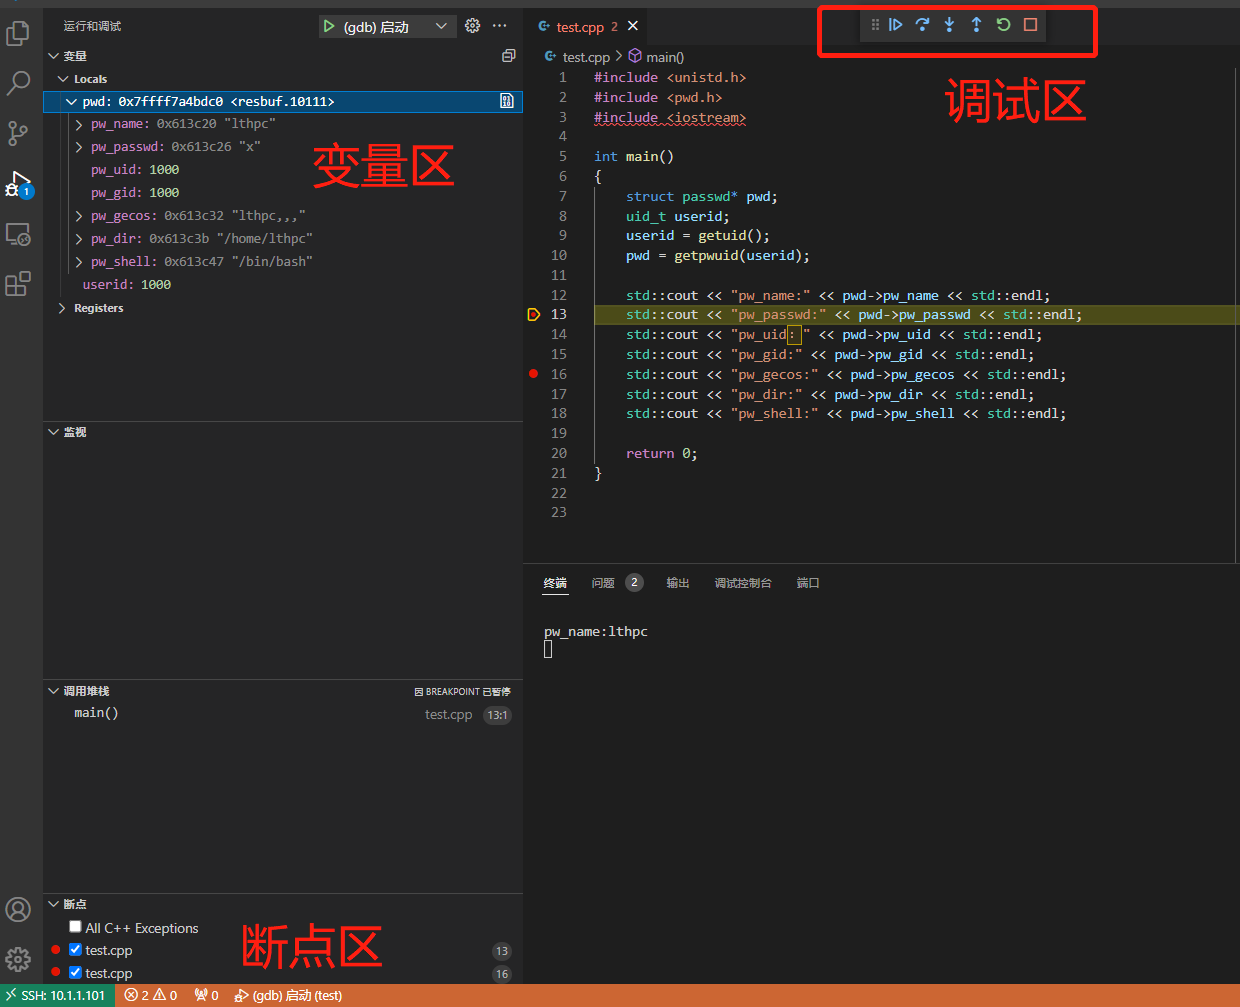 运行和调试
(gdb) 启动
变量
Locals
pwd: 0x7ffff7a4bdc0 <resbuf.10111>
pw_name: 0x613c20 "lthpc"
pw_passwd: 0x613c26 "x"
pw_uid: 1000
pw_gid: 1000
pw_gecos: 0x613c32 "lthpc,,,"
pw_dir: 0x613c3b "/home/lthpc"
pw_shell: 0x613c47 "/bin/bash"
userid: 1000
Registers
变量区
监视
调用堆栈
因 BREAKPOINT 已暂停
main()
test.cpp 13:1
断点
All C++ Exceptions
test.cpp 13
test.cpp 16
断点区
1
test.cpp 2
调试区
test.cpp > main()
1 #include <unistd.h>
2 #include <pwd.h>
3 #include <iostream>
4
5 int main()
6 {
7 struct passwd* pwd;
8 uid_t userid;
9 userid = getuid();
10 pwd = getpwuid(userid);
11
12 std::cout << "pw_name:" << pwd->pw_name << std::endl;
13 std::cout << "pw_passwd:" << pwd->pw_passwd << std::endl;
14 std::cout << "pw_uid：" << pwd->pw_uid << std::endl;
15 std::cout << "pw_gid:" << pwd->pw_gid << std::endl;
16 std::cout << "pw_gecos:" << pwd->pw_gecos << std::endl;
17 std::cout << "pw_dir:" << pwd->pw_dir << std::endl;
18 std::cout << "pw_shell:" << pwd->pw_shell << std::endl;
19
20 return 0;
21 }
22
23
终端 问题 2 输出 调试控制台 端口
pw_name:lthpc
SSH: 10.1.1.101 2 0 0 (gdb) 启动 (test)